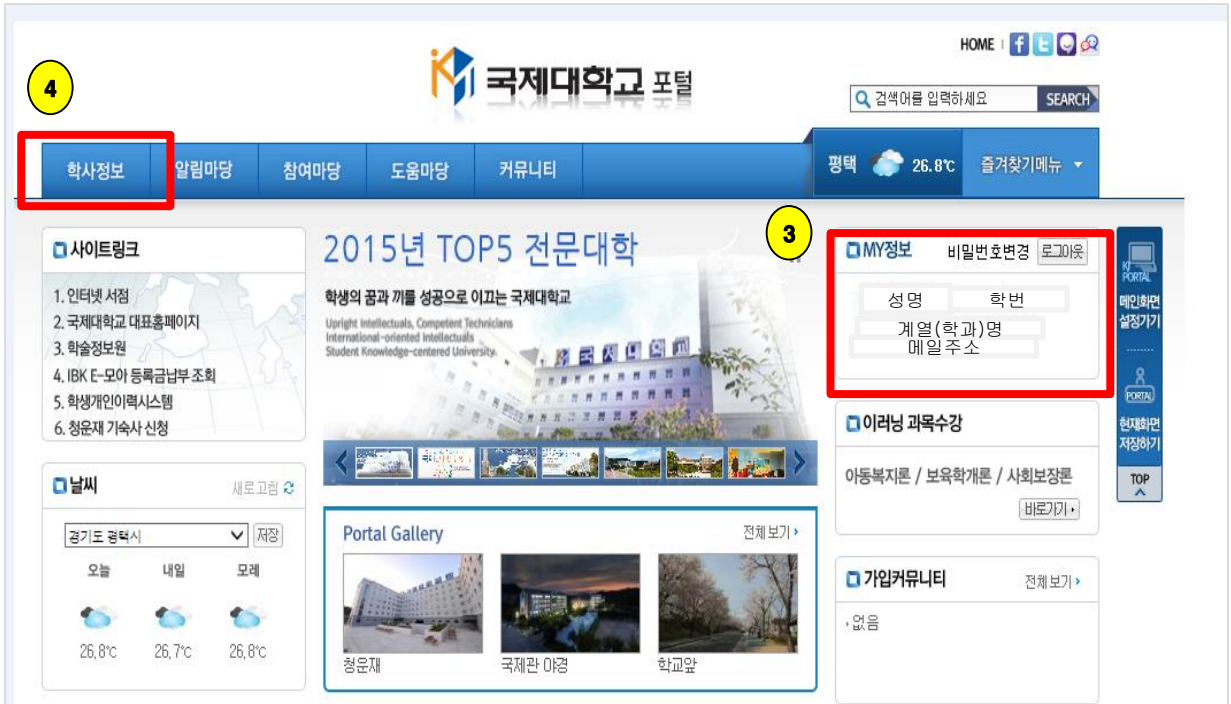 HOME
국제대학교 포털
검색어를 입력하세요 SEARCH
4
학사정보 알림마당 참여마당 도움마당 커뮤니티
평택 26.8℃ 즐겨찾기메뉴
사이트링크
1. 인터넷 서점
2. 국제대학교 대표홈페이지
3. 학술정보원
4. IBK E-모아 등록금납부 조회
5. 학생개인이력시스템
6. 청운재 기숙사 신청
날씨 새로고침
경기도 평택시 저장
오늘 내일 모레
26,8℃ 26,7℃ 26,8℃
2015년 TOP5 전문대학
학생의 꿈과 끼를 성공으로 이끄는 국제대학교
Upright Intellectuals, Competent Technicians
International-oriented Intellectuals
Student Knowledge-centered University.
Portal Gallery 전체보기
청운재 국제관 야경 학교앞
3
MY정보 비밀번호변경 로그아웃
성명 학번
계열(학과)명
메일주소
이러닝 과목수강
아동복지론 / 보육학개론 / 사회보장론
바로가기
가입커뮤니티 전체보기
없음
KJ PORTAL
메인화면
설정가기
PORTAL
현재화면
저장하기
TOP